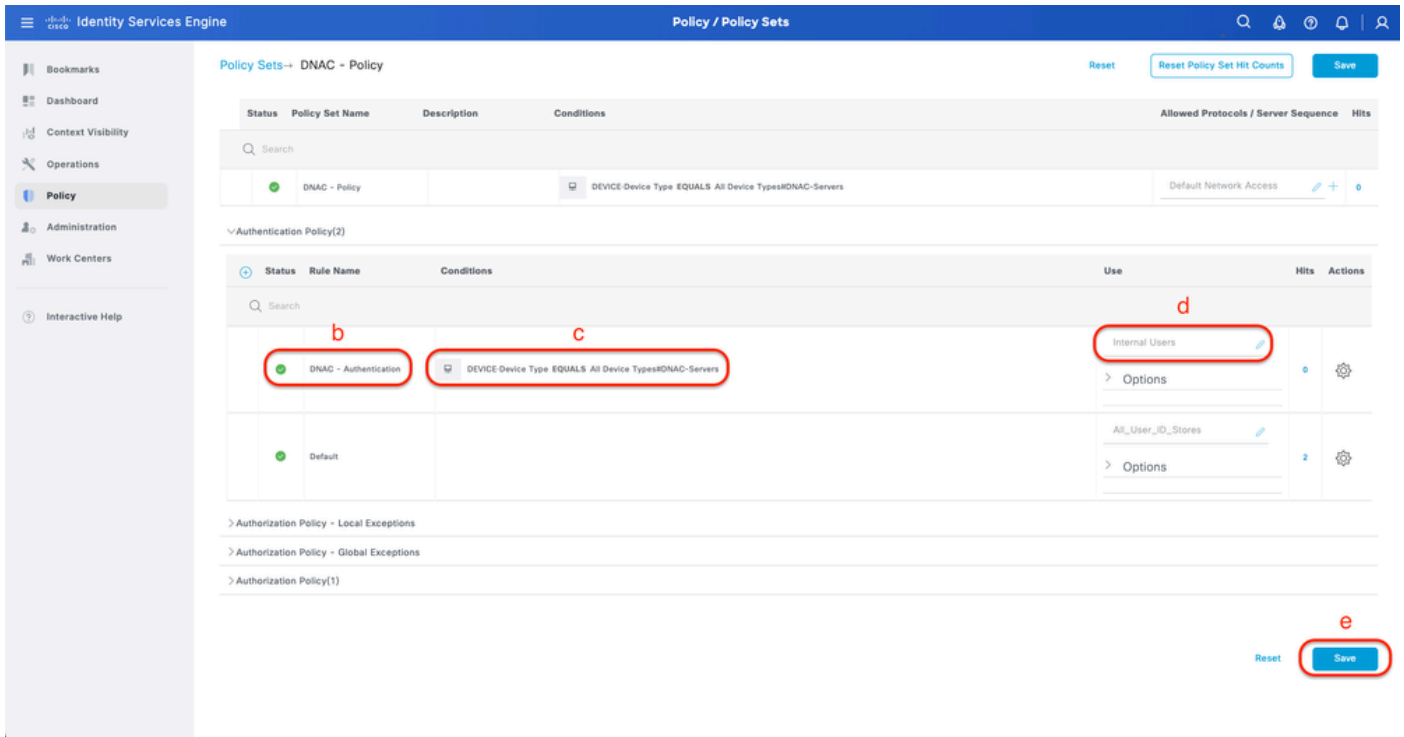 cisco Identity Services Engine
Policy / Policy Sets
Bookmarks
Dashboard
Context Visibility
Operations
Policy
Administration
Work Centers
Interactive Help
Policy Sets→ DNAC - Policy
Reset
Reset Policy Set Hit Counts
Save
Status Policy Set Name Description Conditions Allowed Protocols / Server Sequence Hits
Search
DNAC - Policy DEVICE·Device Type EQUALS All Device Types#DNAC-Servers Default Network Access + 0
Authentication Policy(2)
+ Status Rule Name Conditions Use Hits Actions
Search
b
c
d
DNAC - Authentication DEVICE·Device Type EQUALS All Device Types#DNAC-Servers
Internal Users
> Options
0
Default
All_User_ID_Stores
> Options
2
>Authorization Policy - Local Exceptions
>Authorization Policy - Global Exceptions
>Authorization Policy(1)
e
Reset
Save